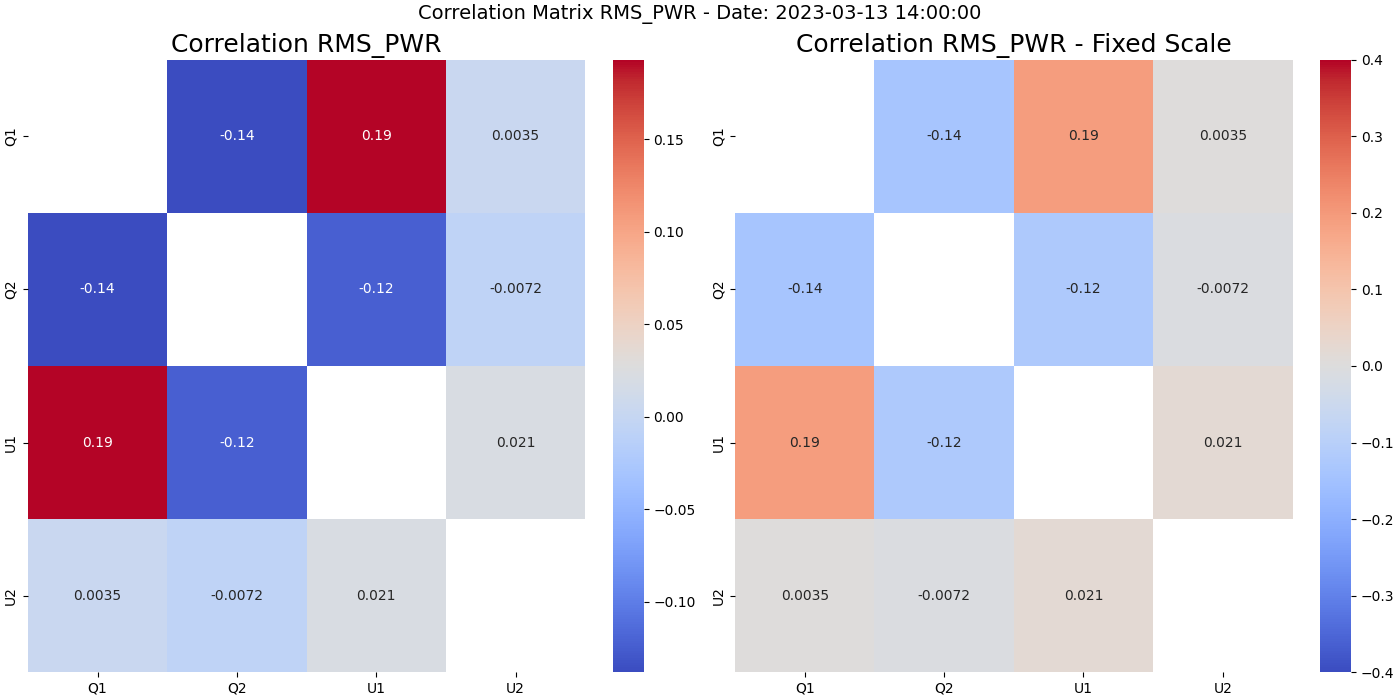 Correlation Matrix RMS_PWR - Date: 2023-03-13 14:00:00
Correlation RMS_PWR
Q1
-0.14
0.19
0.0035
Q2
-0.14
-0.12
-0.0072
U1
0.19
-0.12
0.021
U2
0.0035
-0.0072
0.021
Q1
Q2
U1
U2
0.15
0.10
0.05
0.00
−0.05
−0.10
Correlation RMS_PWR - Fixed Scale
Q1
-0.14
0.19
0.0035
Q2
-0.14
-0.12
-0.0072
U1
0.19
-0.12
0.021
U2
0.0035
-0.0072
0.021
Q1
Q2
U1
U2
0.4
0.3
0.2
0.1
0.0
−0.1
−0.2
−0.3
−0.4